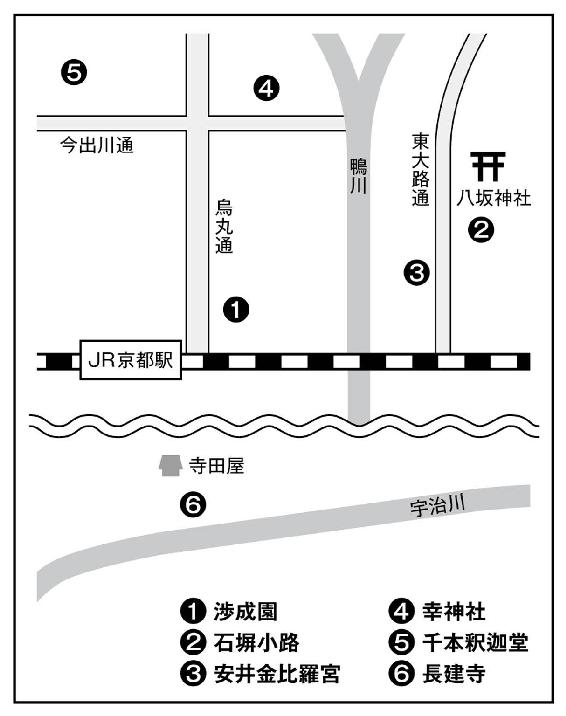 ❺
❹
今出川通
鴨川
東大路通
八坂神社
❷
烏丸通
❸
❶
JR京都駅
寺田屋
❻
宇治川
❶ 渉成園
❷ 石塀小路
❸ 安井金比羅宮
❹ 幸神社
❺ 千本釈迦堂
❻ 長建寺